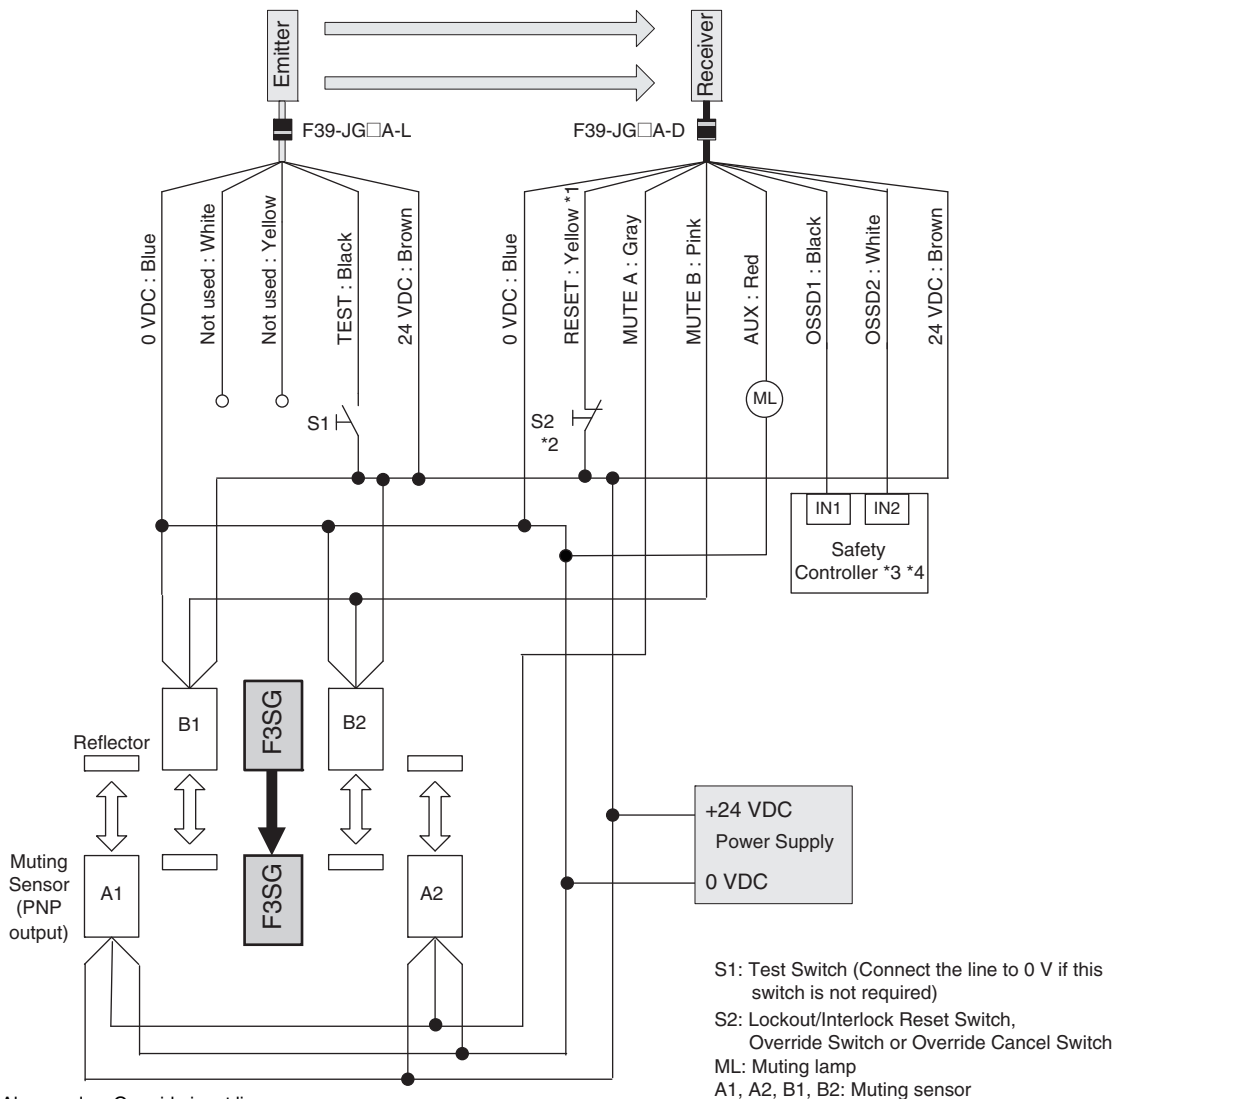 Emitter
Receiver
F39-JG□A-L
F39-JG□A-D
0 VDC : Blue
Not used : White
Not used : Yellow
TEST : Black
24 VDC : Brown
0 VDC : Blue
RESET : Yellow *1
MUTE A : Gray
MUTE B : Pink
AUX : Red
OSSD1 : Black
OSSD2 : White
24 VDC : Brown
S1
S2
*2
ML
IN1
IN2
Safety
Controller *3 *4
B1
F3SG
B2
Reflector
Muting
Sensor
(PNP
output)
A1
F3SG
A2
+24 VDC
Power Supply
0 VDC
S1: Test Switch (Connect the line to 0 V if this
switch is not required)
S2: Lockout/Interlock Reset Switch,
Override Switch or Override Cancel Switch
ML: Muting lamp
A1, A2, B1, B2: Muting sensor